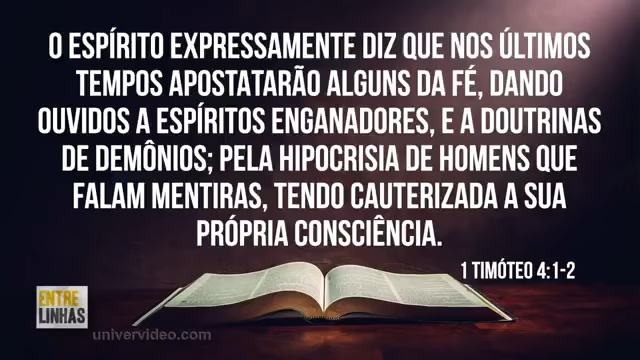 O ESPÍRITO EXPRESSAMENTE DIZ QUE NOS ÚLTIMOS
TEMPOS APOSTATARÃO ALGUNS DA FÉ, DANDO
OUVIDOS A ESPÍRITOS ENGANADORES, E A DOUTRINAS
DE DEMÔNIOS; PELA HIPOCRISIA DE HOMENS QUE
FALAM MENTIRAS, TENDO CAUTERIZADA A SUA
PRÓPRIA CONSCIÊNCIA.
1 TIMÓTEO 4:1-2
ENTRE
LINHAS
univervideo.com